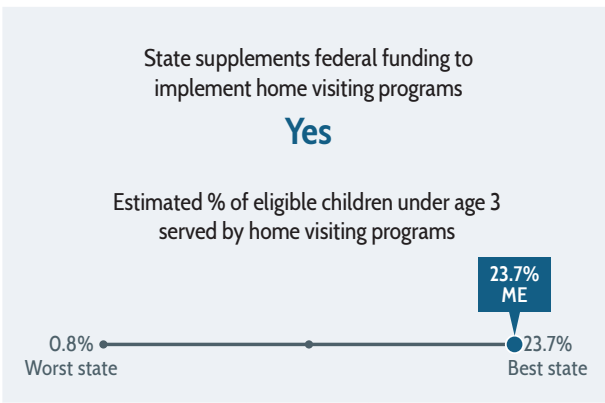 State supplements federal funding to
implement home visiting programs
Yes
Estimated % of eligible children under age 3
served by home visiting programs
23.7%
ME
0.8% 23.7%
Worst state Best state